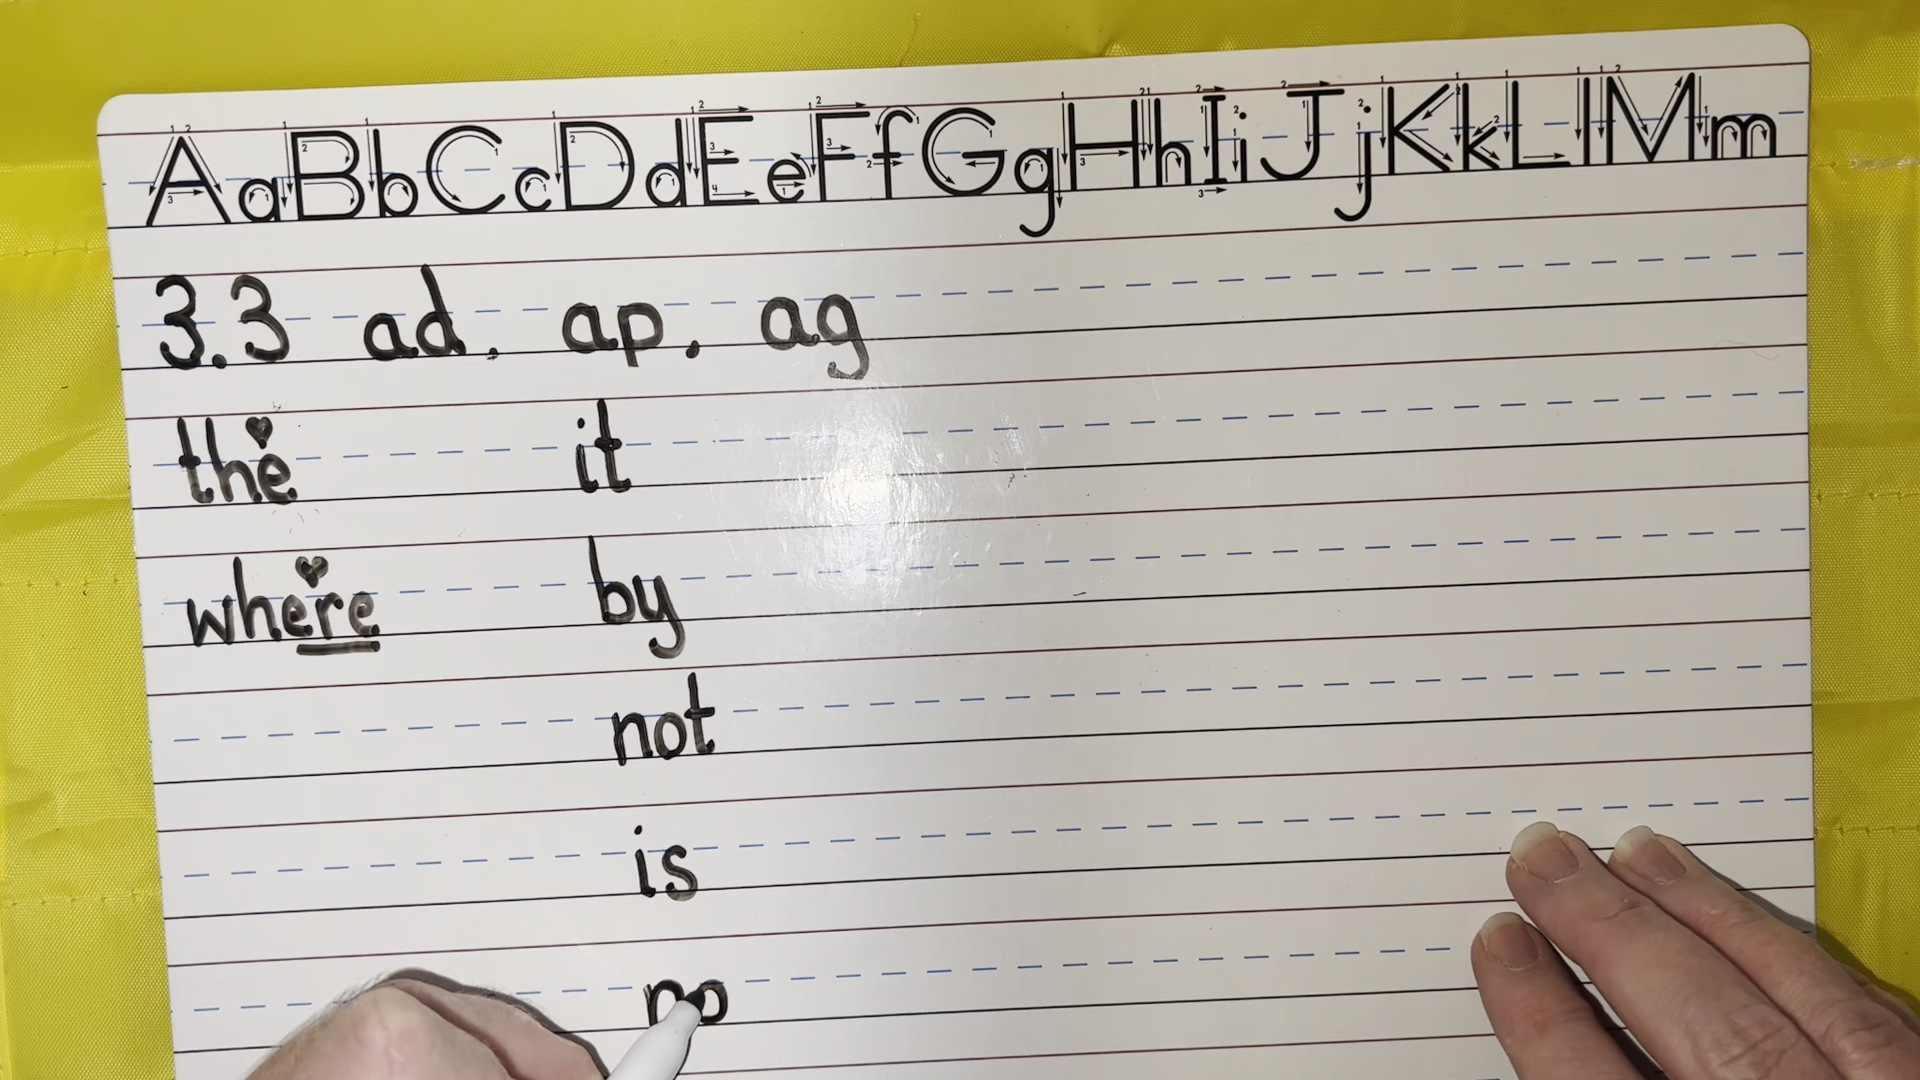 AaBbCcDdEeFfGgHhIiJjKkLlMm
3.3 ad, ap, ag
the it
where by
not
is
no